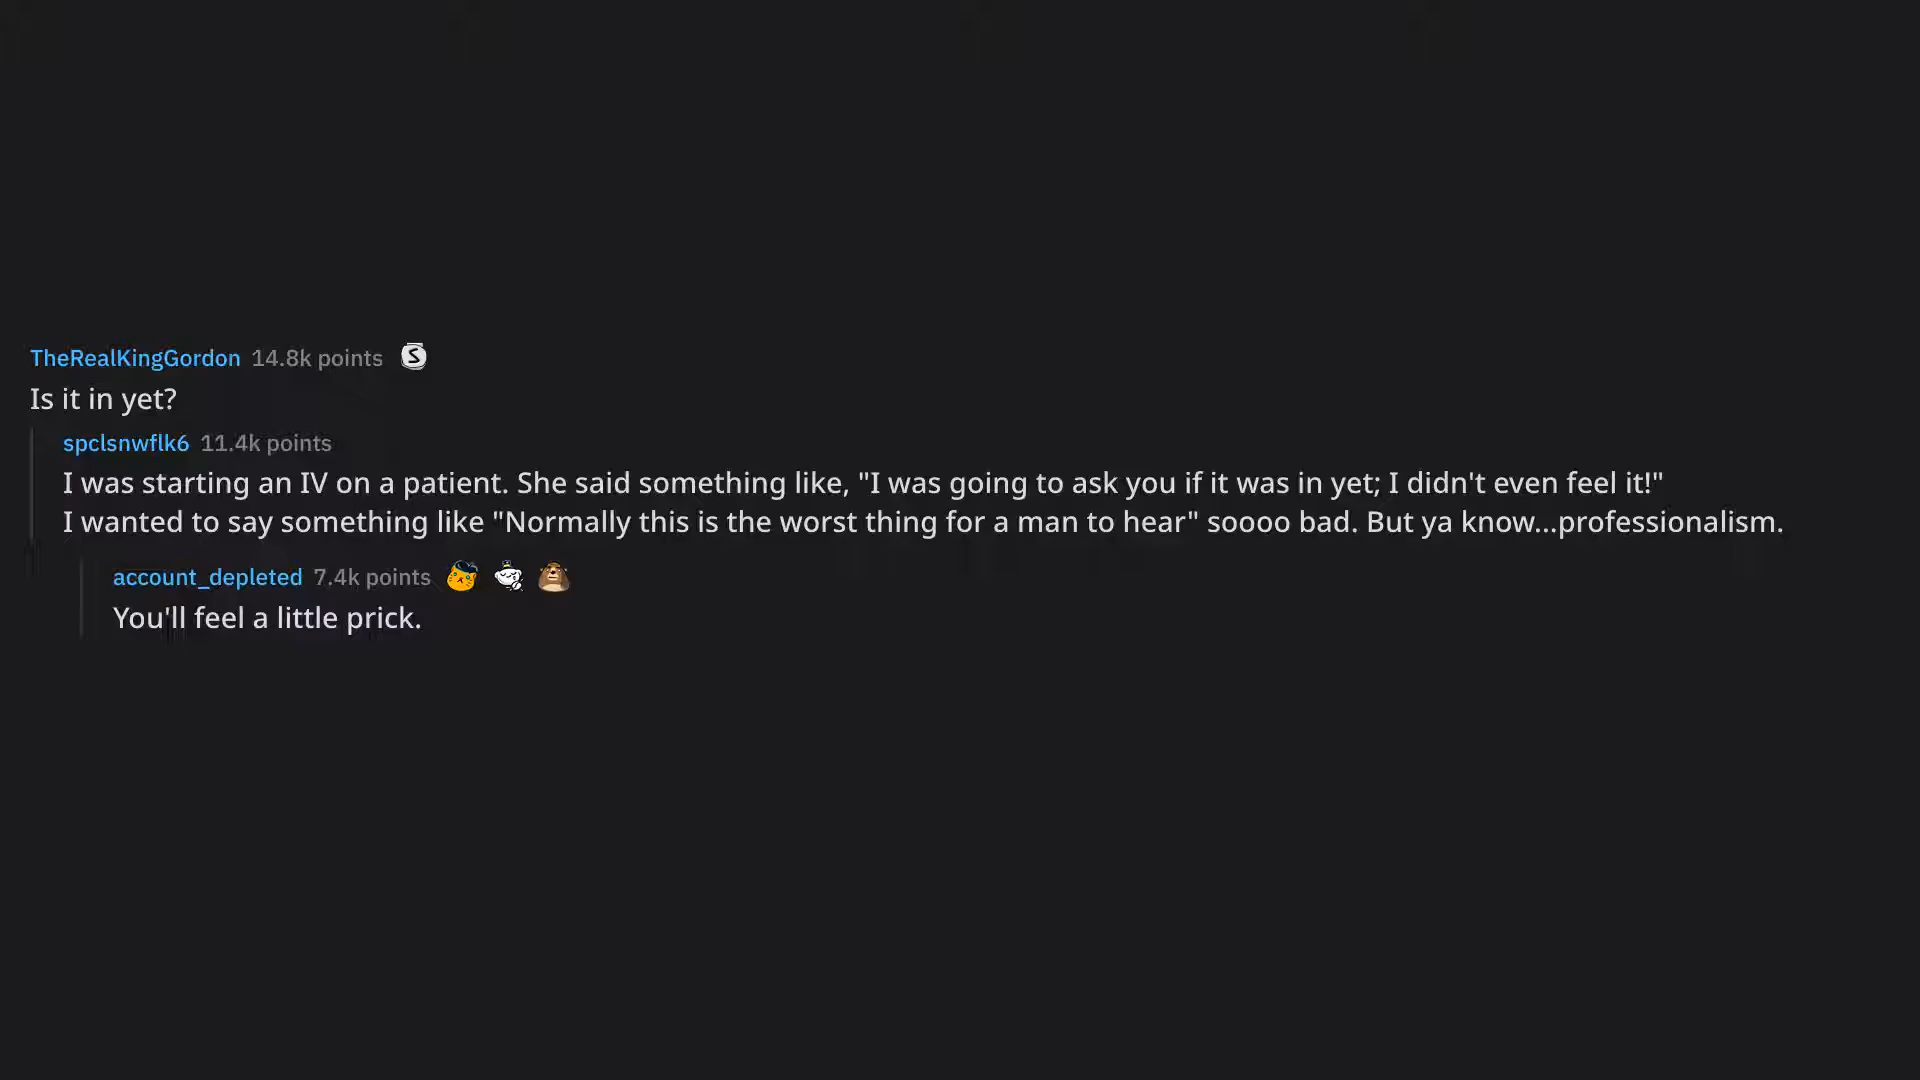 TheRealKingGordon 14.8k points
Is it in yet?
spclsnwflk6 11.4k points
I was starting an IV on a patient. She said something like, "I was going to ask you if it was in yet; I didn't even feel it!"
I wanted to say something like "Normally this is the worst thing for a man to hear" soooo bad. But ya know...professionalism.
account_depleted 7.4k points
You'll feel a little prick.